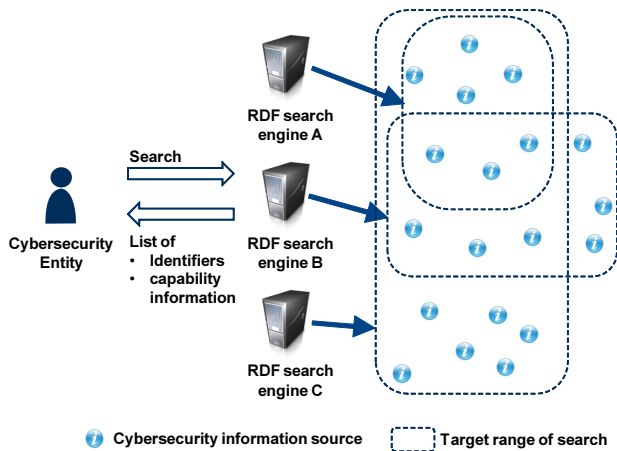 RDF search
engine A
Search
Cybersecurity
Entity
List of
• Identifiers
• capability
information
RDF search
engine B
RDF search
engine C
Cybersecurity information source
Target range of search